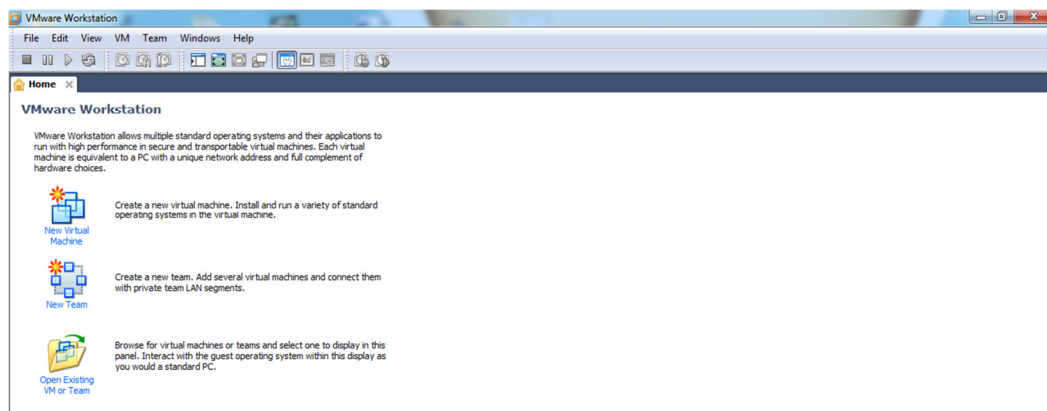 VMware Workstation
File Edit View VM Team Windows Help
Home
VMware Workstation
VMware Workstation allows multiple standard operating systems and their applications to
run with high performance in secure and transportable virtual machines. Each virtual
machine is equivalent to a PC with a unique network address and full complement of
hardware choices.
New Virtual
Machine
Create a new virtual machine. Install and run a variety of standard
operating systems in the virtual machine.
New Team
Create a new team. Add several virtual machines and connect them
with private team LAN segments.
Open Existing
VM or Team
Browse for virtual machines or teams and select one to display in this
panel. Interact with the guest operating system within this display as
you would a standard PC.